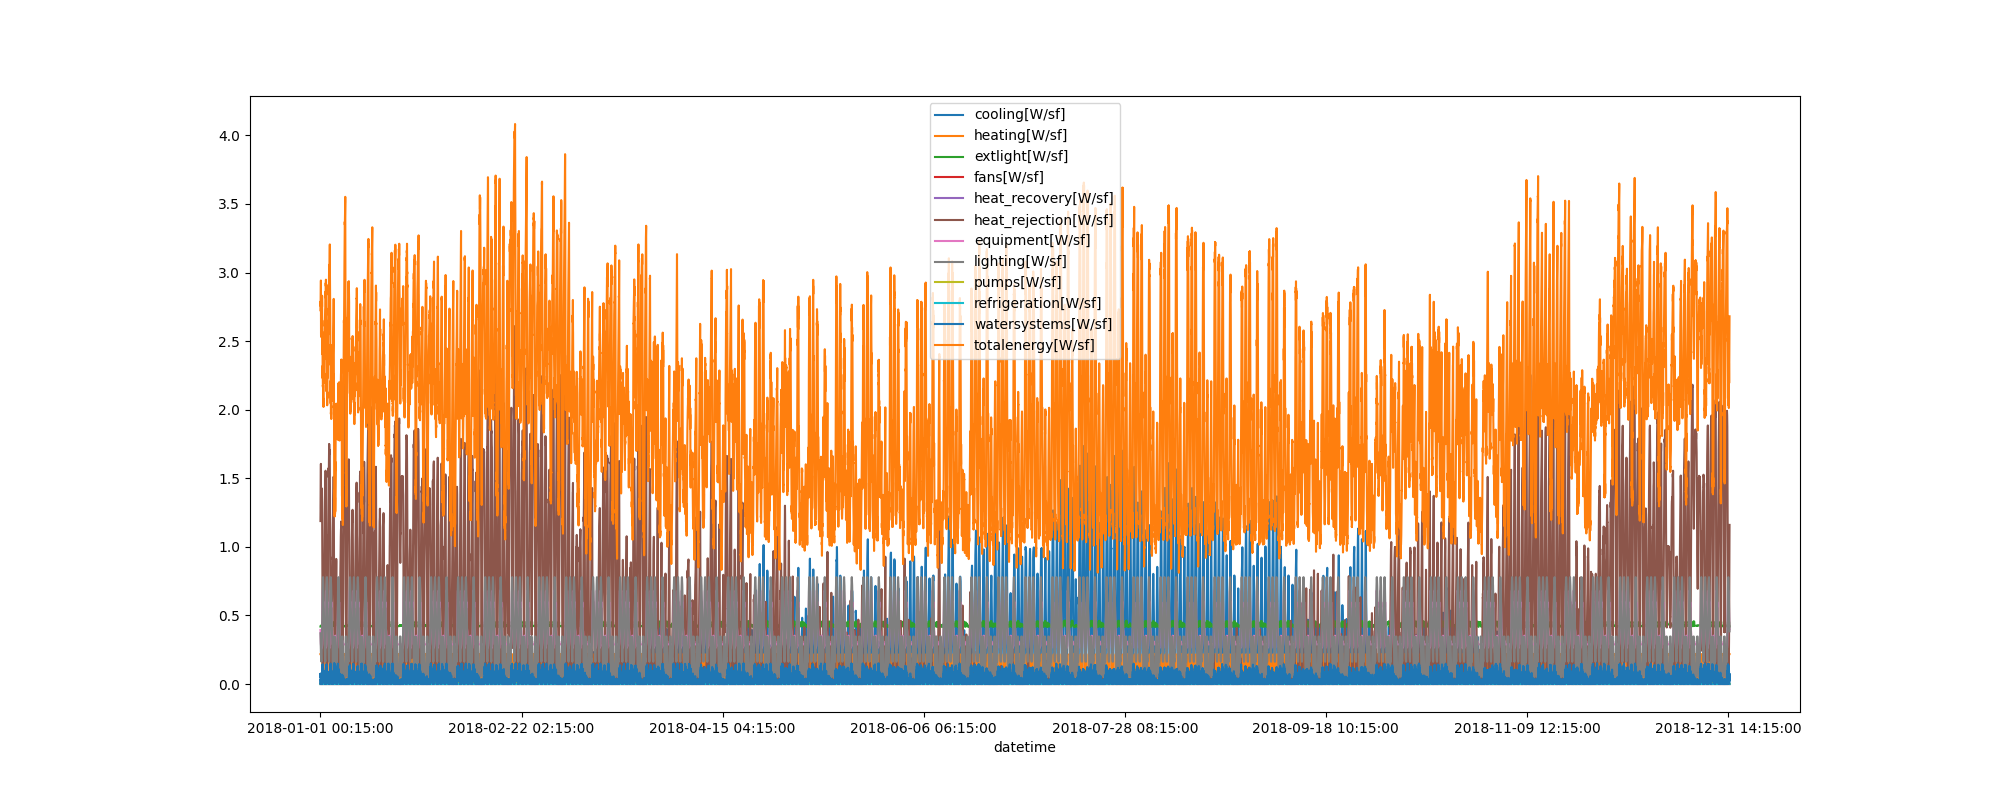 cooling[W/sf]
heating[W/sf]
extlight[W/sf]
fans[W/sf]
heat_recovery[W/sf]
heat_rejection[W/sf]
equipment[W/sf]
lighting[W/sf]
pumps[W/sf]
refrigeration[W/sf]
watersystems[W/sf]
totalenergy[W/sf]
4.0
3.5
3.0
2.5
2.0
1.5
1.0
0.5
0.0
2018-01-01 00:15:00 2018-02-22 02:15:00 2018-04-15 04:15:00 2018-06-06 06:15:00 2018-07-28 08:15:00 2018-09-18 10:15:00 2018-11-09 12:15:00 2018-12-31 14:15:00
datetime